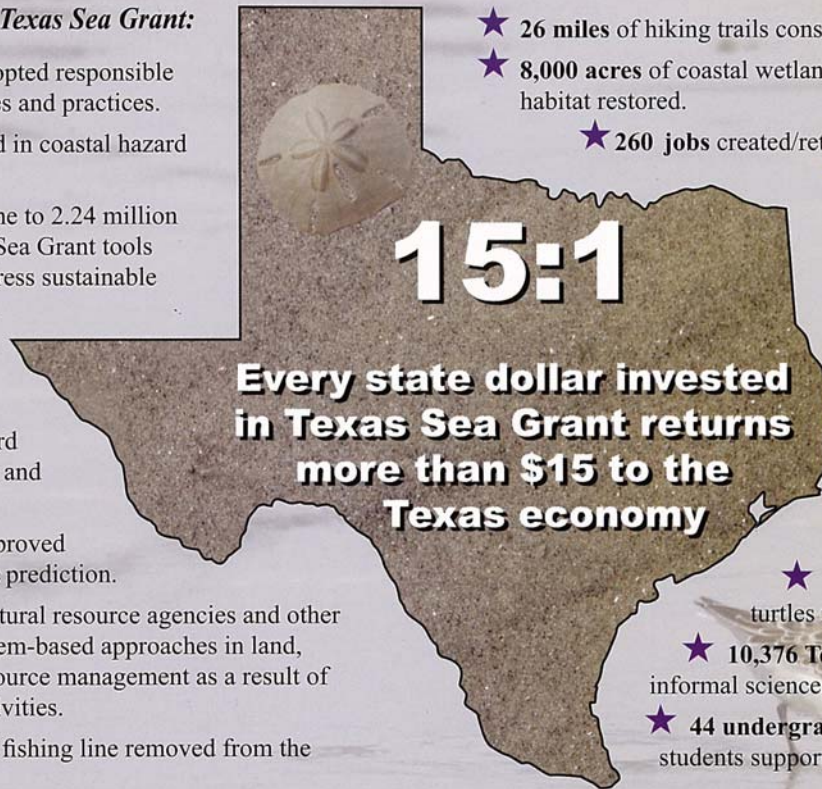 Texas Sea Grant:
opted responsible
es and practices.
d in coastal hazard
ne to 2.24 million
Sea Grant tools
ress sustainable
rd
and
proved
prediction.
tural resource agencies and other
em-based approaches in land,
ource management as a result of
ivities.
fishing line removed from the
26 miles of hiking trails cons
8,000 acres of coastal wetlan
habitat restored.
260 jobs created/ret
15:1
Every state dollar invested
in Texas Sea Grant returns
more than $15 to the
Texas economy
turtles
10,376 Te
informal science
44 undergra
students suppor